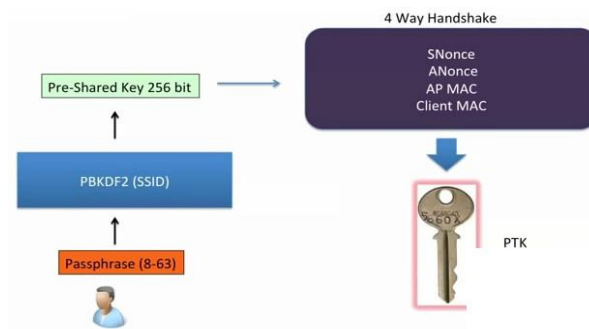 4 Way Handshake
SNonce
ANonce
AP MAC
Client MAC
Pre-Shared Key 256 bit
PBKDF2 (SSID)
Passphrase (8-63)
PTK